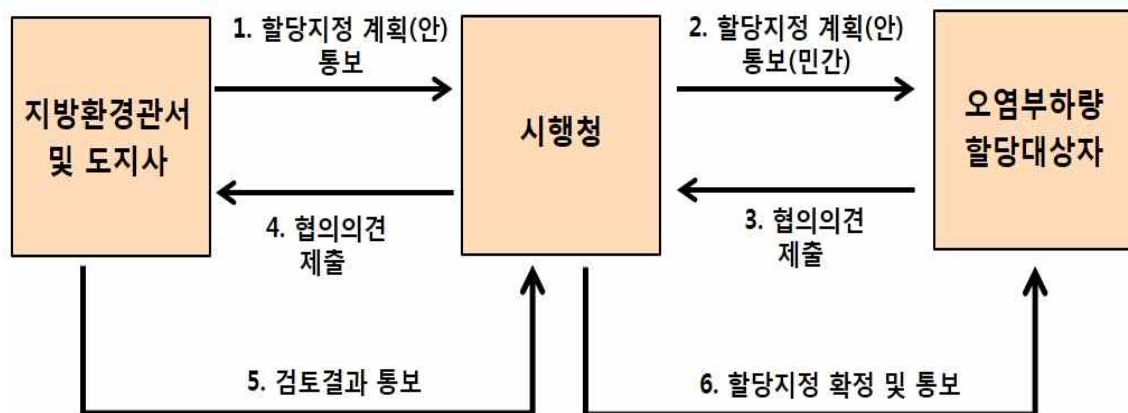 1. 할당지정 계획(안)
통보
2. 할당지정 계획(안)
통보(민간)
지방환경관서
및 도지사
시행청
오염부하량
할당대상자
4. 협의의견
제출
3. 협의의견
제출
5. 검토결과 통보
6. 할당지정 확정 및 통보